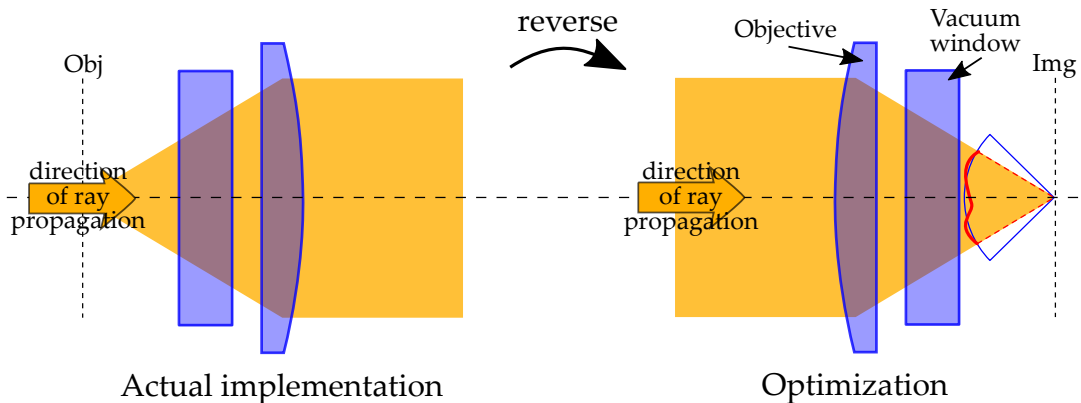 reverse
Obj
direction
of ray
propagation
Actual implementation
Objective
Vacuum
window
Img
direction
of ray
propagation
Optimization